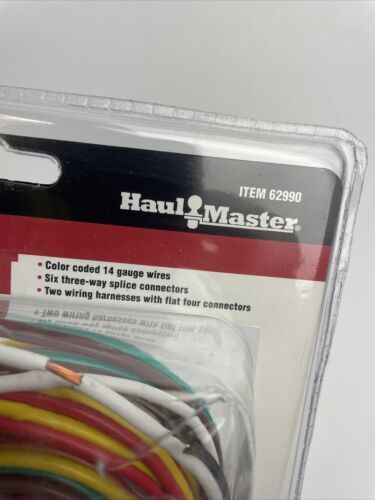 ITEM 62990
Haul Master®
• Color coded 14 gauge wires
• Six three-way splice connectors
• Two wiring harnesses with flat four connectors